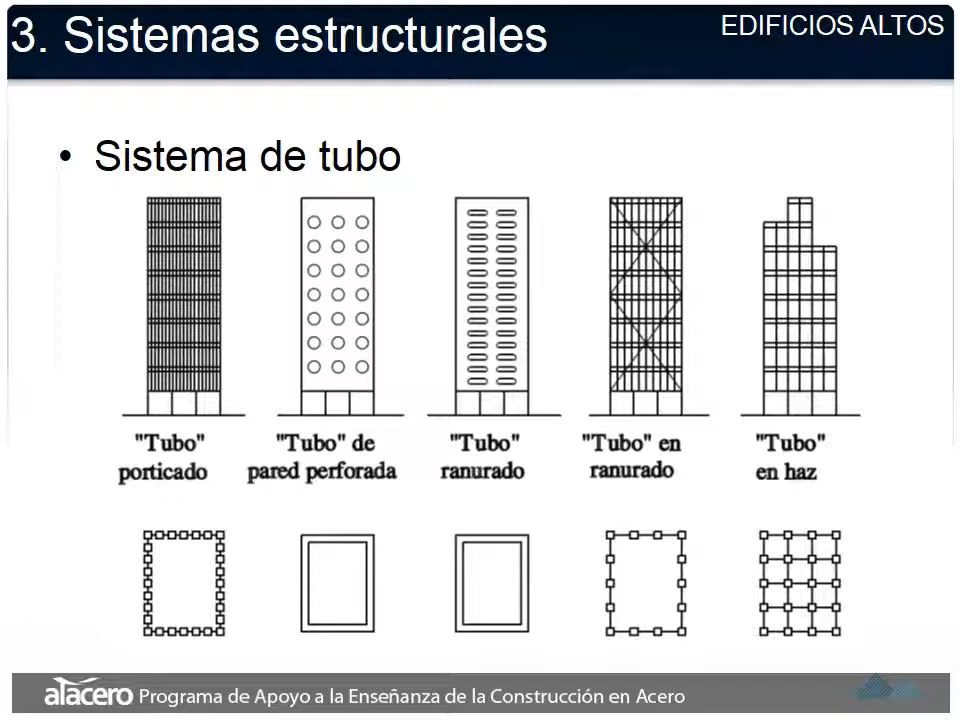 3. Sistemas estructurales
EDIFICIOS ALTOS
• Sistema de tubo
"Tubo"
porticado
"Tubo" de
pared perforada
"Tubo"
ranurado
"Tubo" en
ranurado
"Tubo"
en haz
alacero Programa de Apoyo a la Enseñanza de la Construcción en Acero